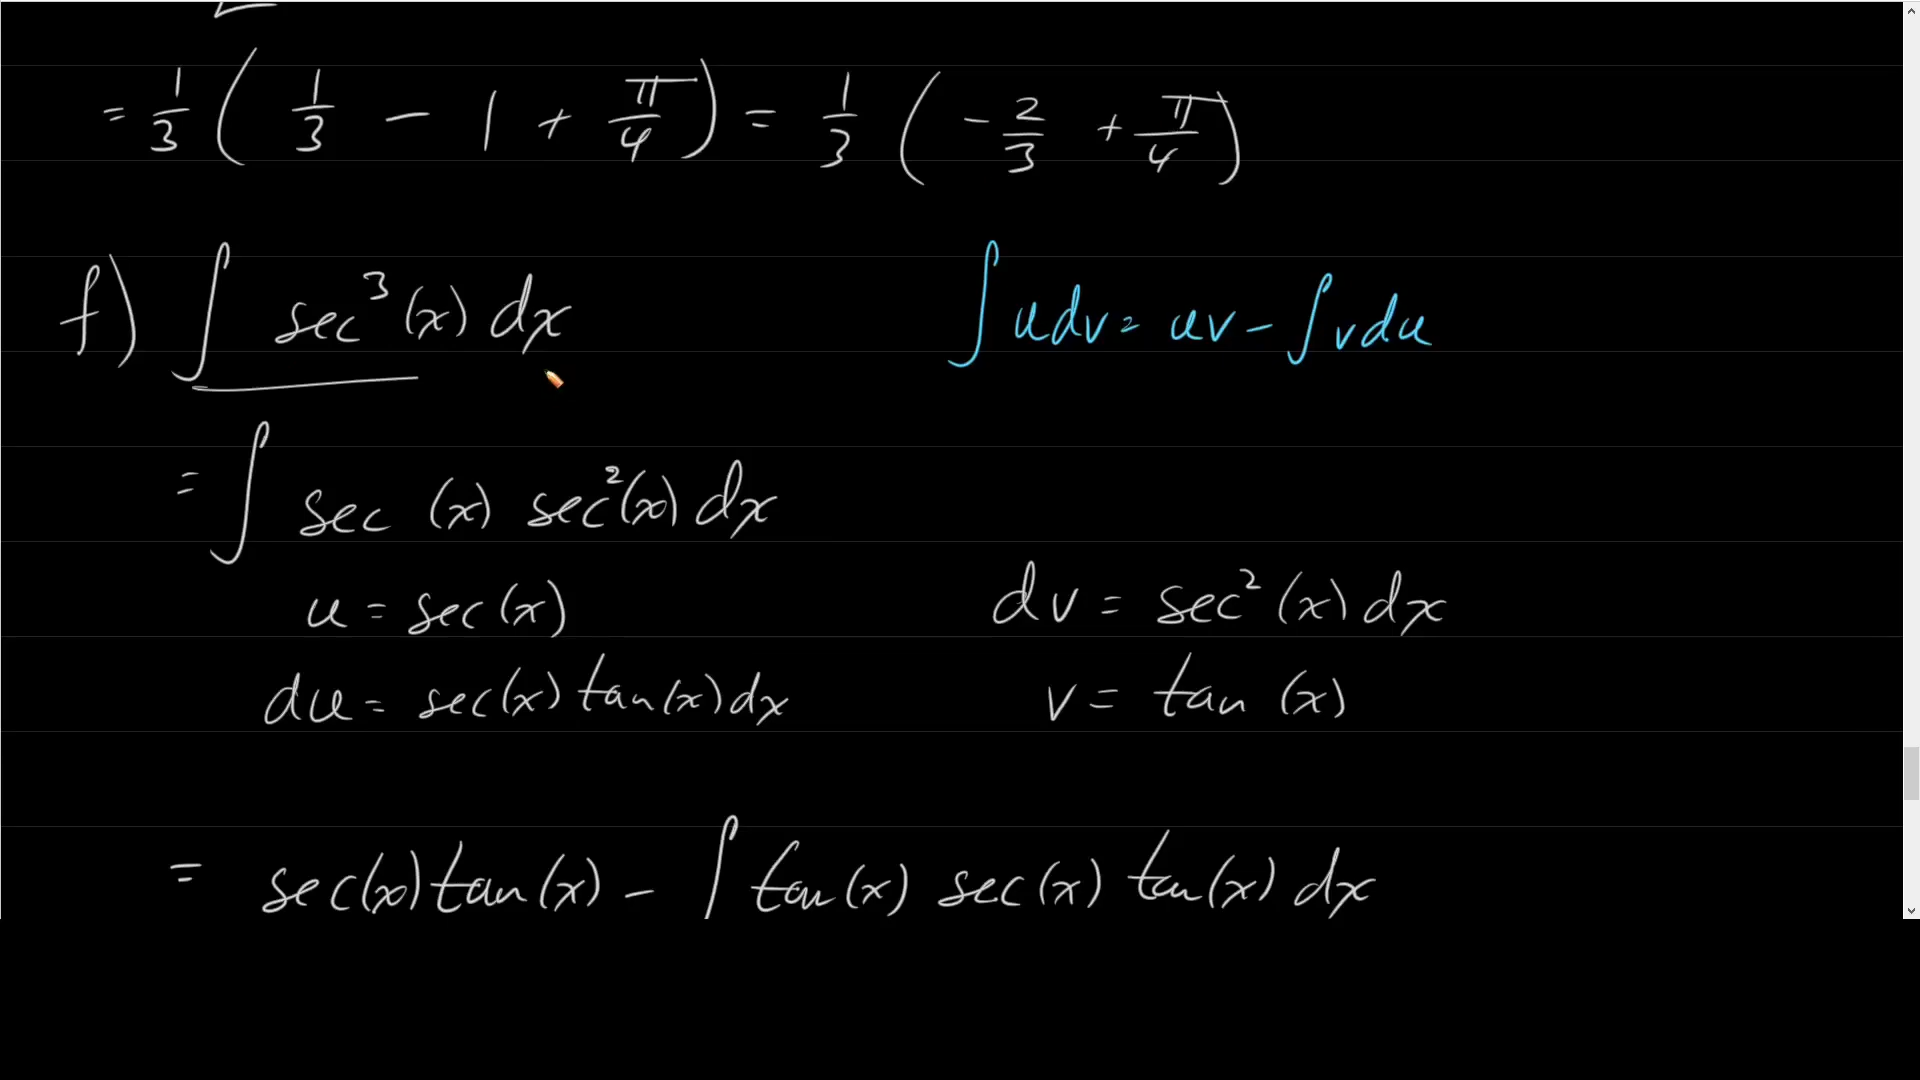 = 1/3 ( 1/3 - 1 + π/4 ) = 1/3 ( - 2/3 + π/4 )
f) ∫ sec³(x) dx ∫ u dv = uv - ∫ v du
= ∫ sec (x) sec²(x) dx
u = sec(x) dv = sec²(x) dx
du = sec(x) tan(x) dx v = tan (x)
= sec(x) tan(x) - ∫ tan(x) sec(x) tan(x) dx